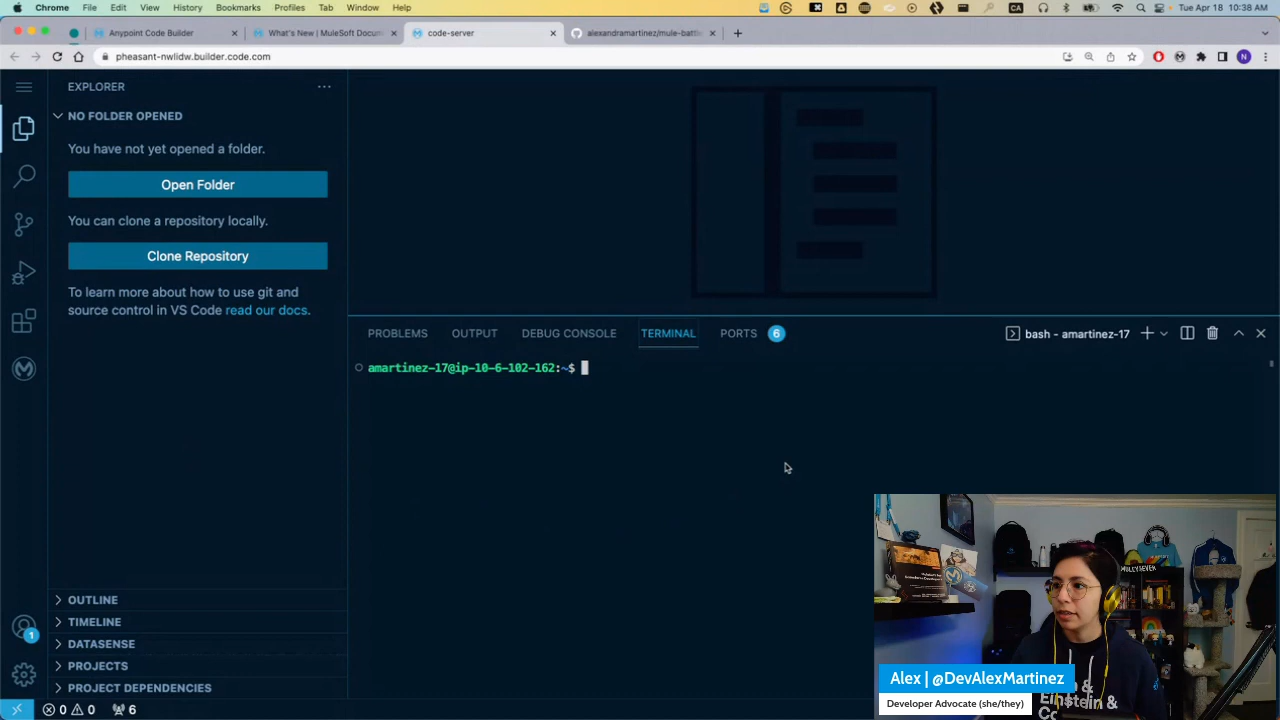 Chrome File Edit View History Bookmarks Profiles Tab Window Help CA Tue Apr 18 10:38 AM
Anypoint Code Builder
What's New | MuleSoft Docum
code-server
alexandramartinez/mule-battle
pheasant-nwlidw.builder.code.com
N
EXPLORER
NO FOLDER OPENED
You have not yet opened a folder.
Open Folder
You can clone a repository locally.
Clone Repository
To learn more about how to use git and
source control in VS Code read our docs.
PROBLEMS OUTPUT DEBUG CONSOLE TERMINAL PORTS 6 bash - amartinez-17
amartinez-17@ip-10-6-102-162:~$
OUTLINE
TIMELINE
DATASENSE
PROJECTS
PROJECT DEPENDENCIES
1
0 0 6
Alex | @DevAlexMartinez
Developer Advocate (she/they)
Einstein